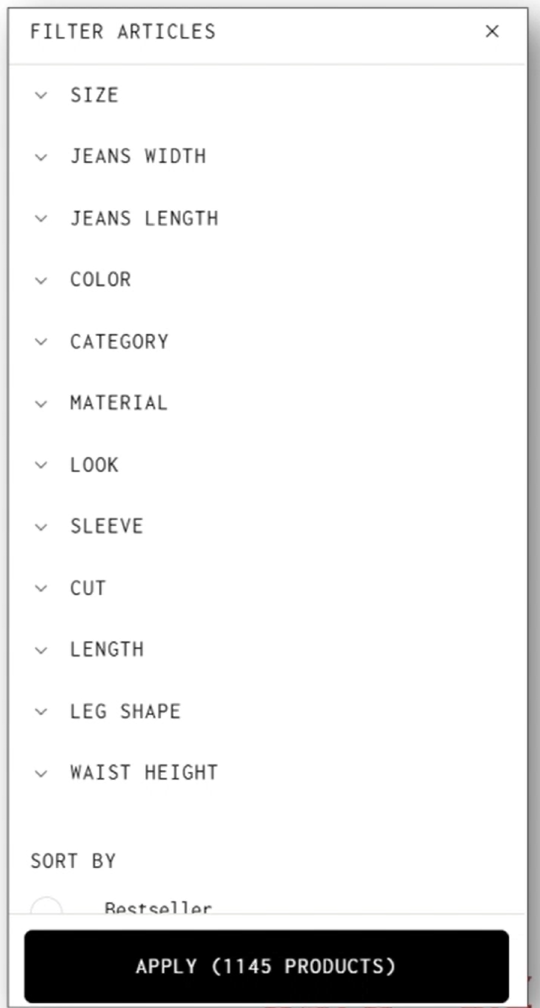 FILTER ARTICLES
SIZE
JEANS WIDTH
JEANS LENGTH
COLOR
CATEGORY
MATERIAL
LOOK
SLEEVE
CUT
LENGTH
LEG SHAPE
WAIST HEIGHT
SORT BY
Bestseller
APPLY (1145 PRODUCTS)